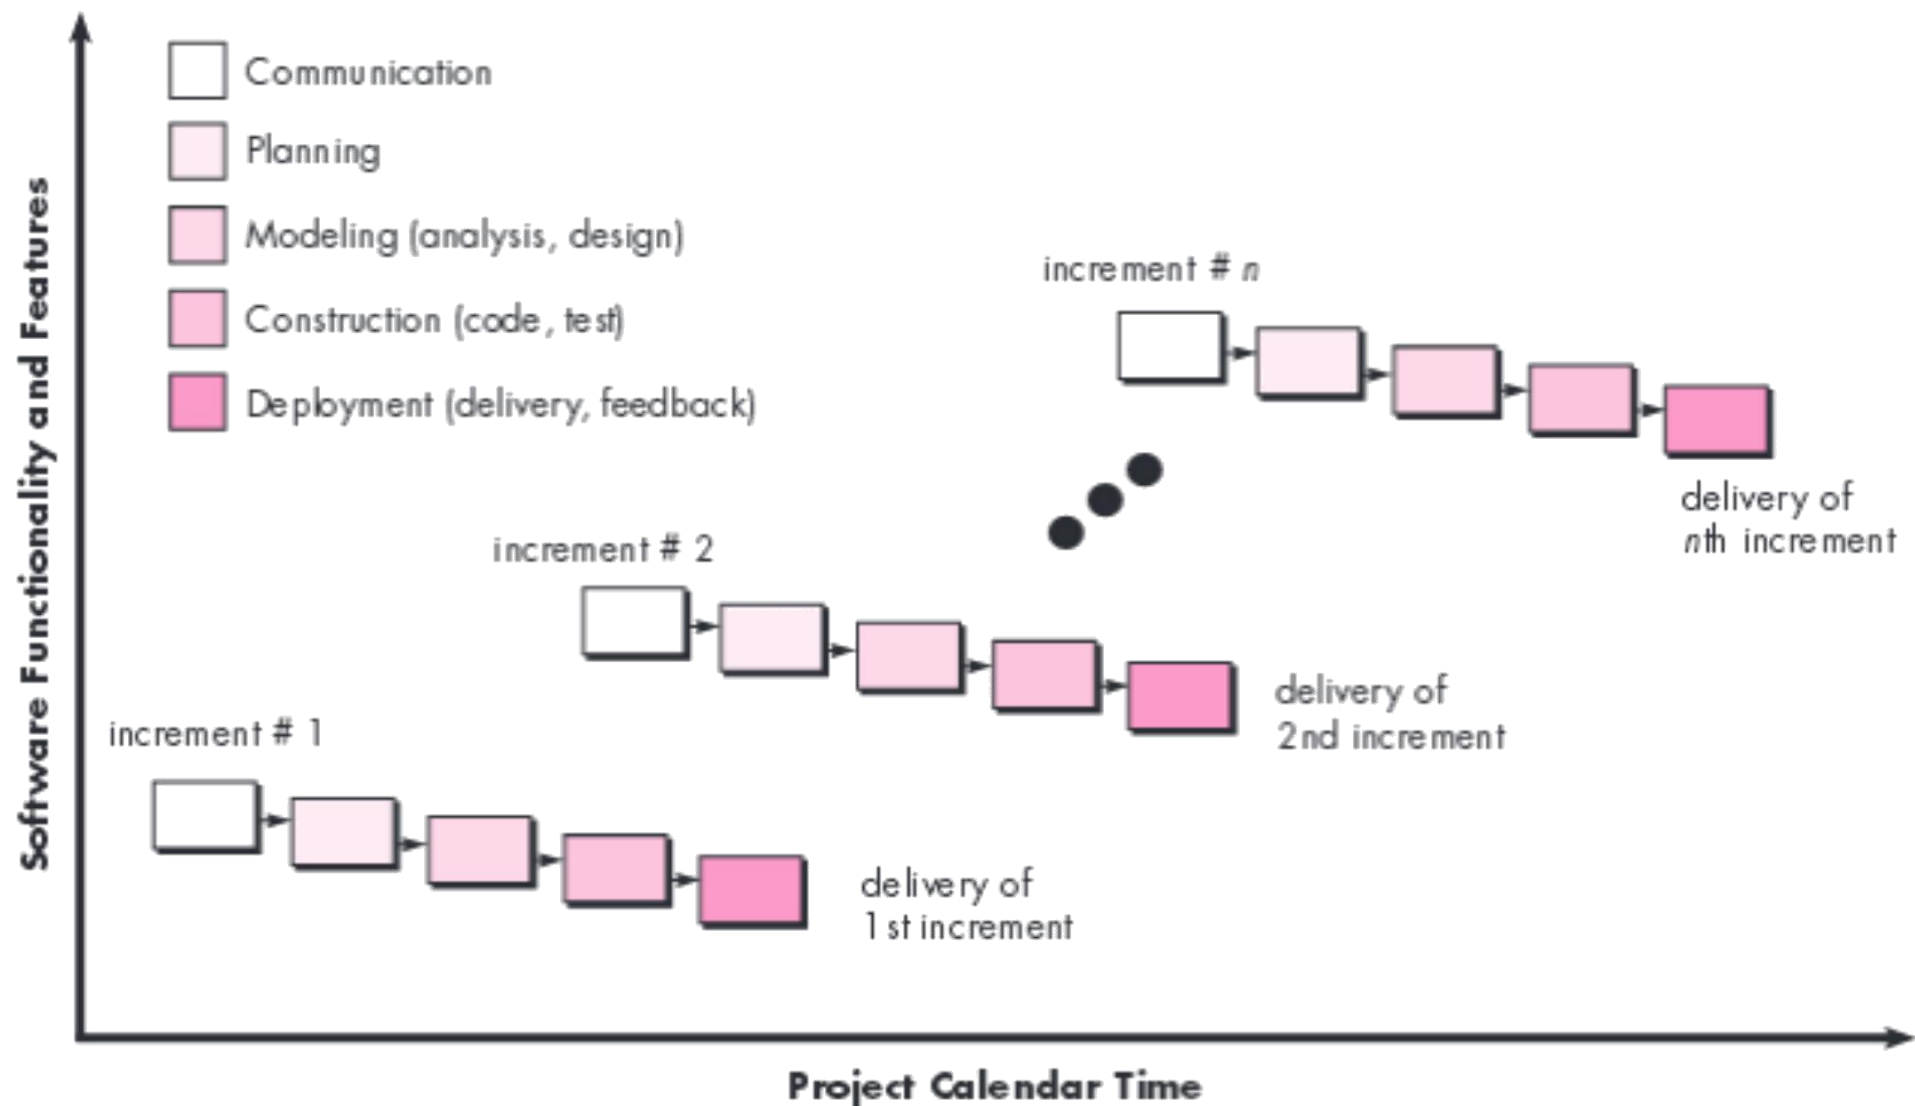 Software Functionality and Features
Communication
Planning
Modeling (analysis, design)
Construction (code, test)
Deployment (delivery, feedback)
increment # n
delivery of
nth increment
increment # 2
delivery of
2nd increment
increment # 1
delivery of
1st increment
Project Calendar Time